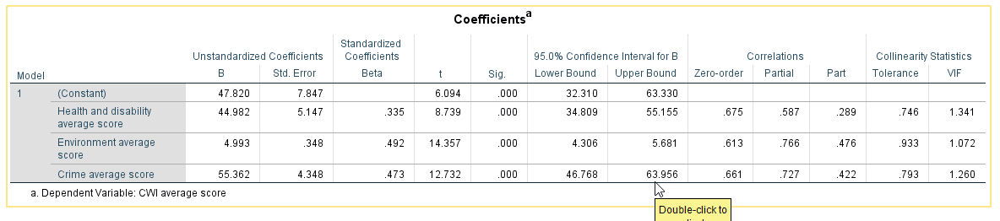 Coefficientsa
Standardized
Unstandardized Coefficients Coefficients 95.0% Confidence Interval for B Correlations Collinearity Statistics
Model B Std. Error Beta t Sig. Lower Bound Upper Bound Zero-order Partial Part Tolerance VIF
1 (Constant) 47.820 7.847 6.094 .000 32.310 63.330
Health and disability 44.982 5.147 .335 8.739 .000 34.809 55.155 .675 .587 .289 .746 1.341
average score
Environment average 4.993 .348 .492 14.357 .000 4.306 5.681 .613 .766 .476 .933 1.072
score
Crime average score 55.362 4.348 .473 12.732 .000 46.768 63.956 .661 .727 .422 .793 1.260
a. Dependent Variable: CWI average score
Double-click to